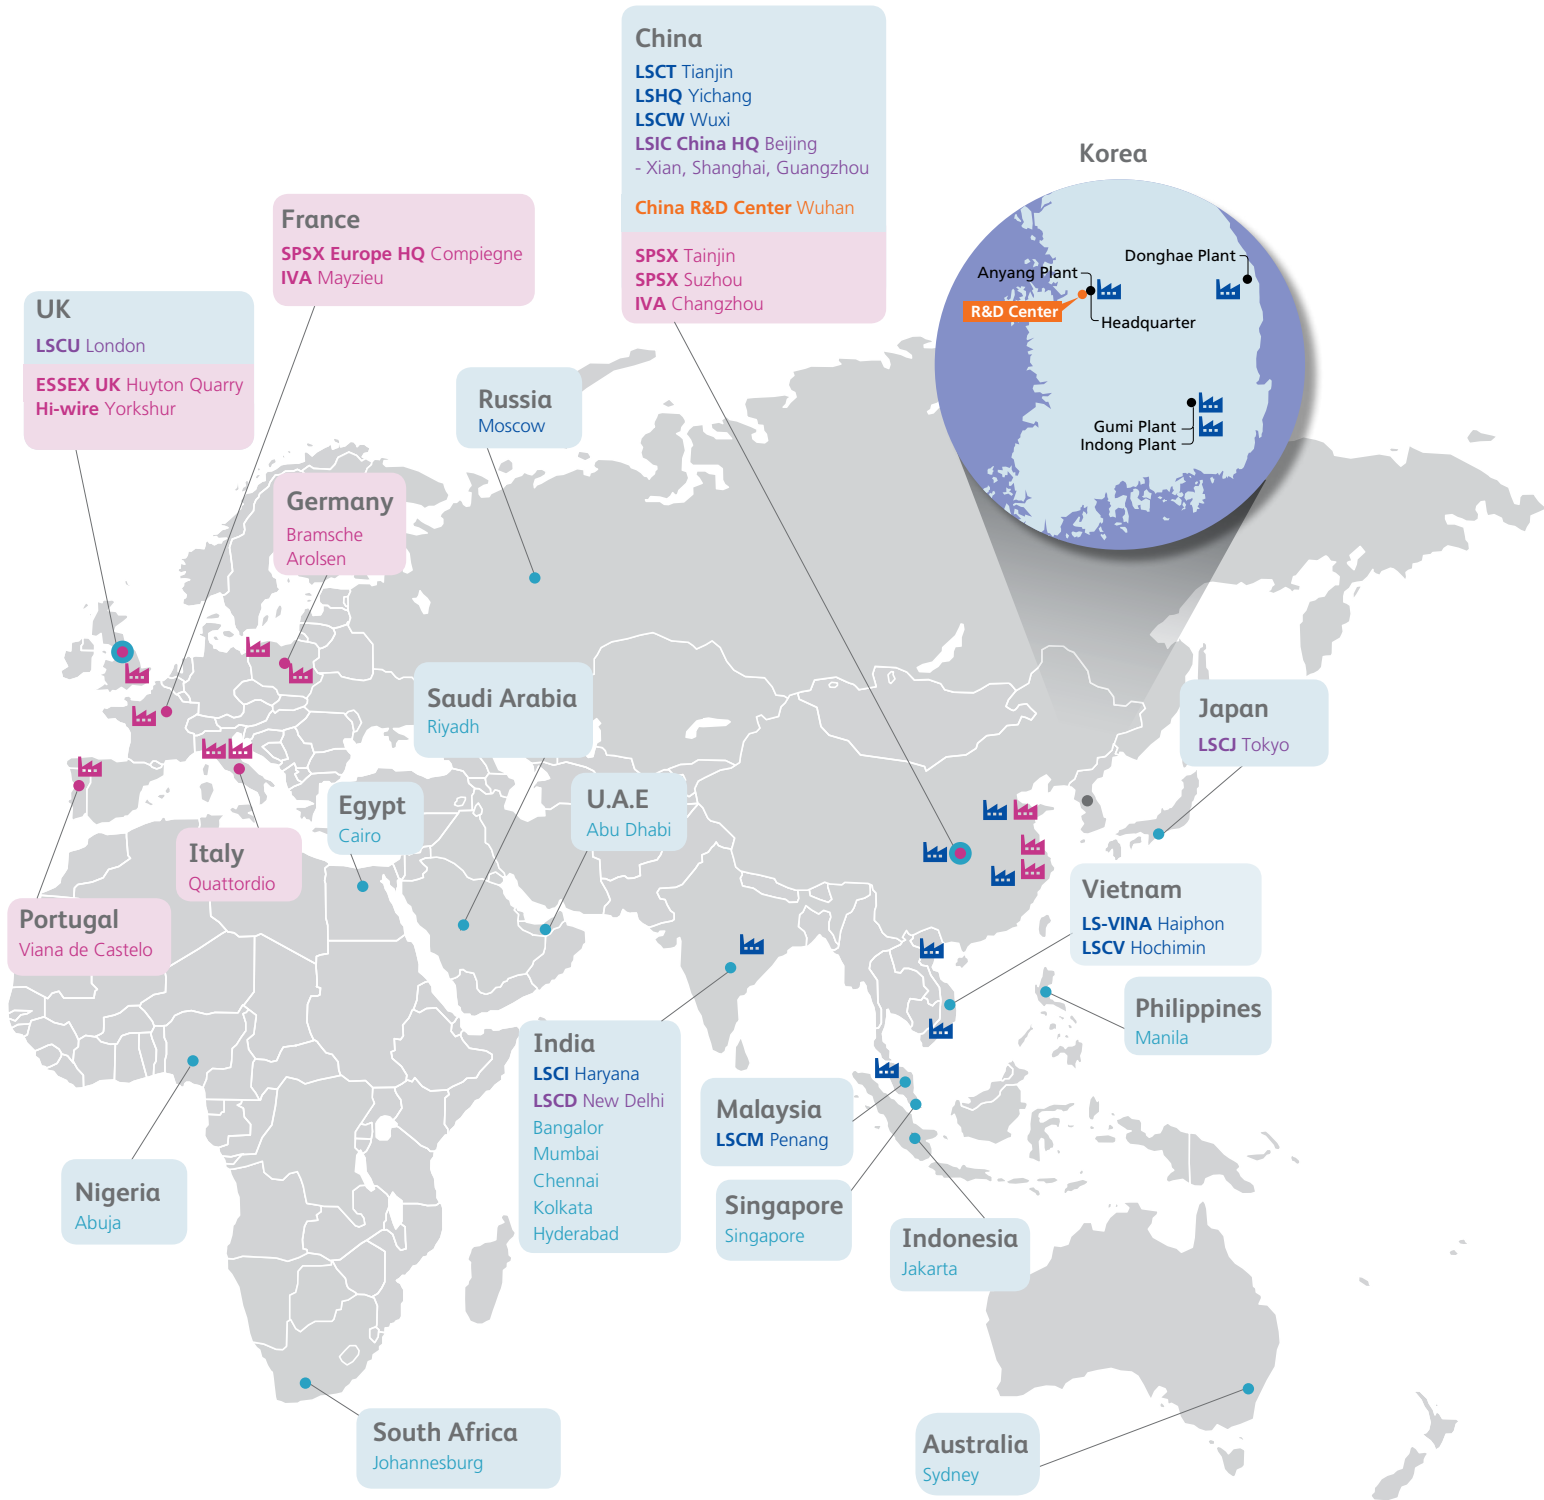 China
LSCT Tianjin
LSHQ Yichang
LSCW Wuxi
LSIC China HQ Beijing
- Xian, Shanghai, Guangzhou
China R&D Center Wuhan
SPSX Tainjin
SPSX Suzhou
IVA Changzhou
Korea
Donghae Plant
Anyang Plant
R&D Center
Headquarter
Gumi Plant
Indong Plant
France
SPSX Europe HQ Compiegne
IVA Mayzieu
UK
LSCU London
ESSEX UK Huyton Quarry
Hi-wire Yorkshur
Russia
Moscow
Germany
Bramsche
Arolsen
Saudi Arabia
Riyadh
Japan
LSCJ Tokyo
U.A.E
Abu Dhabi
Egypt
Cairo
Italy
Quattordio
Portugal
Viana de Castelo
Vietnam
LS-VINA Haiphon
LSCV Hochimin
Philippines
Manila
India
LSCI Haryana
LSCD New Delhi
Bangalor
Mumbai
Chennai
Kolkata
Hyderabad
Malaysia
LSCM Penang
Nigeria
Abuja
Singapore
Singapore
Indonesia
Jakarta
South Africa
Johannesburg
Australia
Sydney